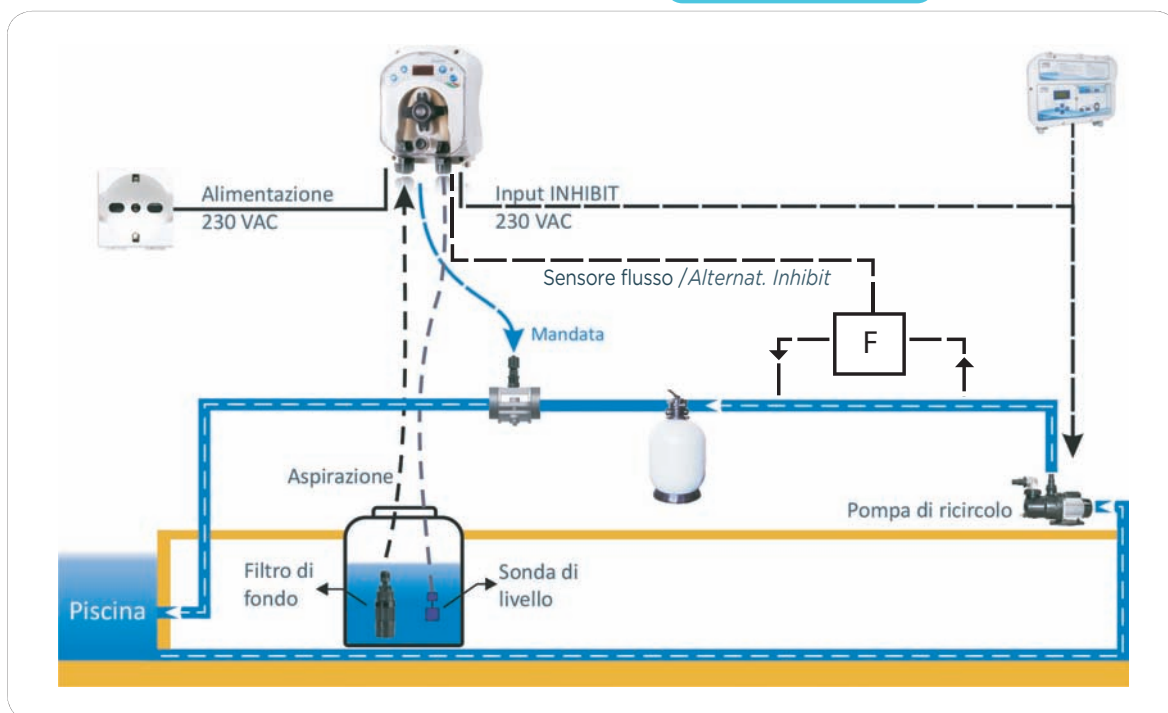 Alimentazione
230 VAC
Input INHIBIT
230 VAC
Sensore flusso /Alternat. Inhibit
F
Mandata
Aspirazione
Pompa di ricircolo
Filtro di
fondo
Sonda di
livello
Piscina